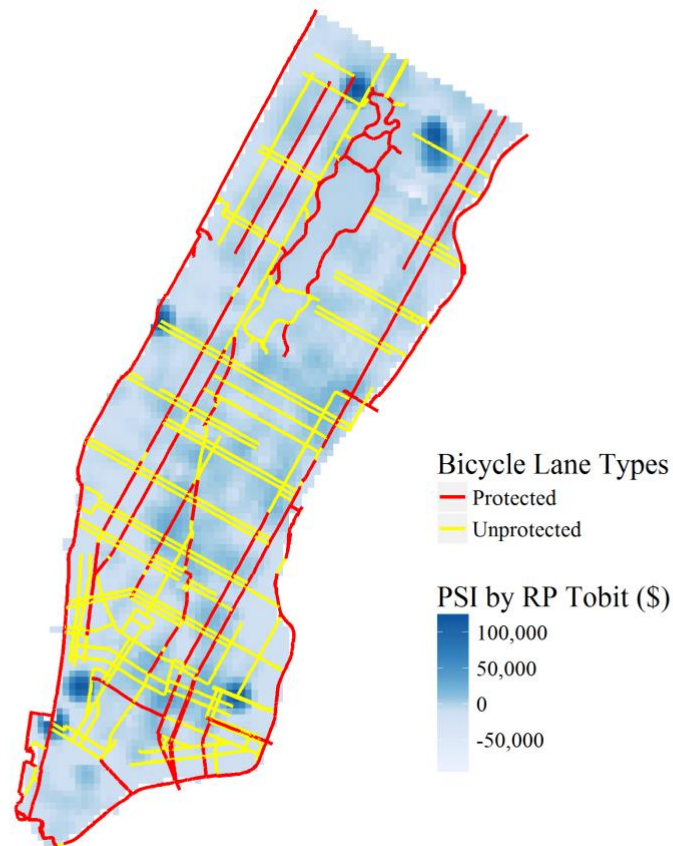 Bicycle Lane Types
Protected
Unprotected
PSI by RP Tobit ($)
100,000
50,000
0
-50,000